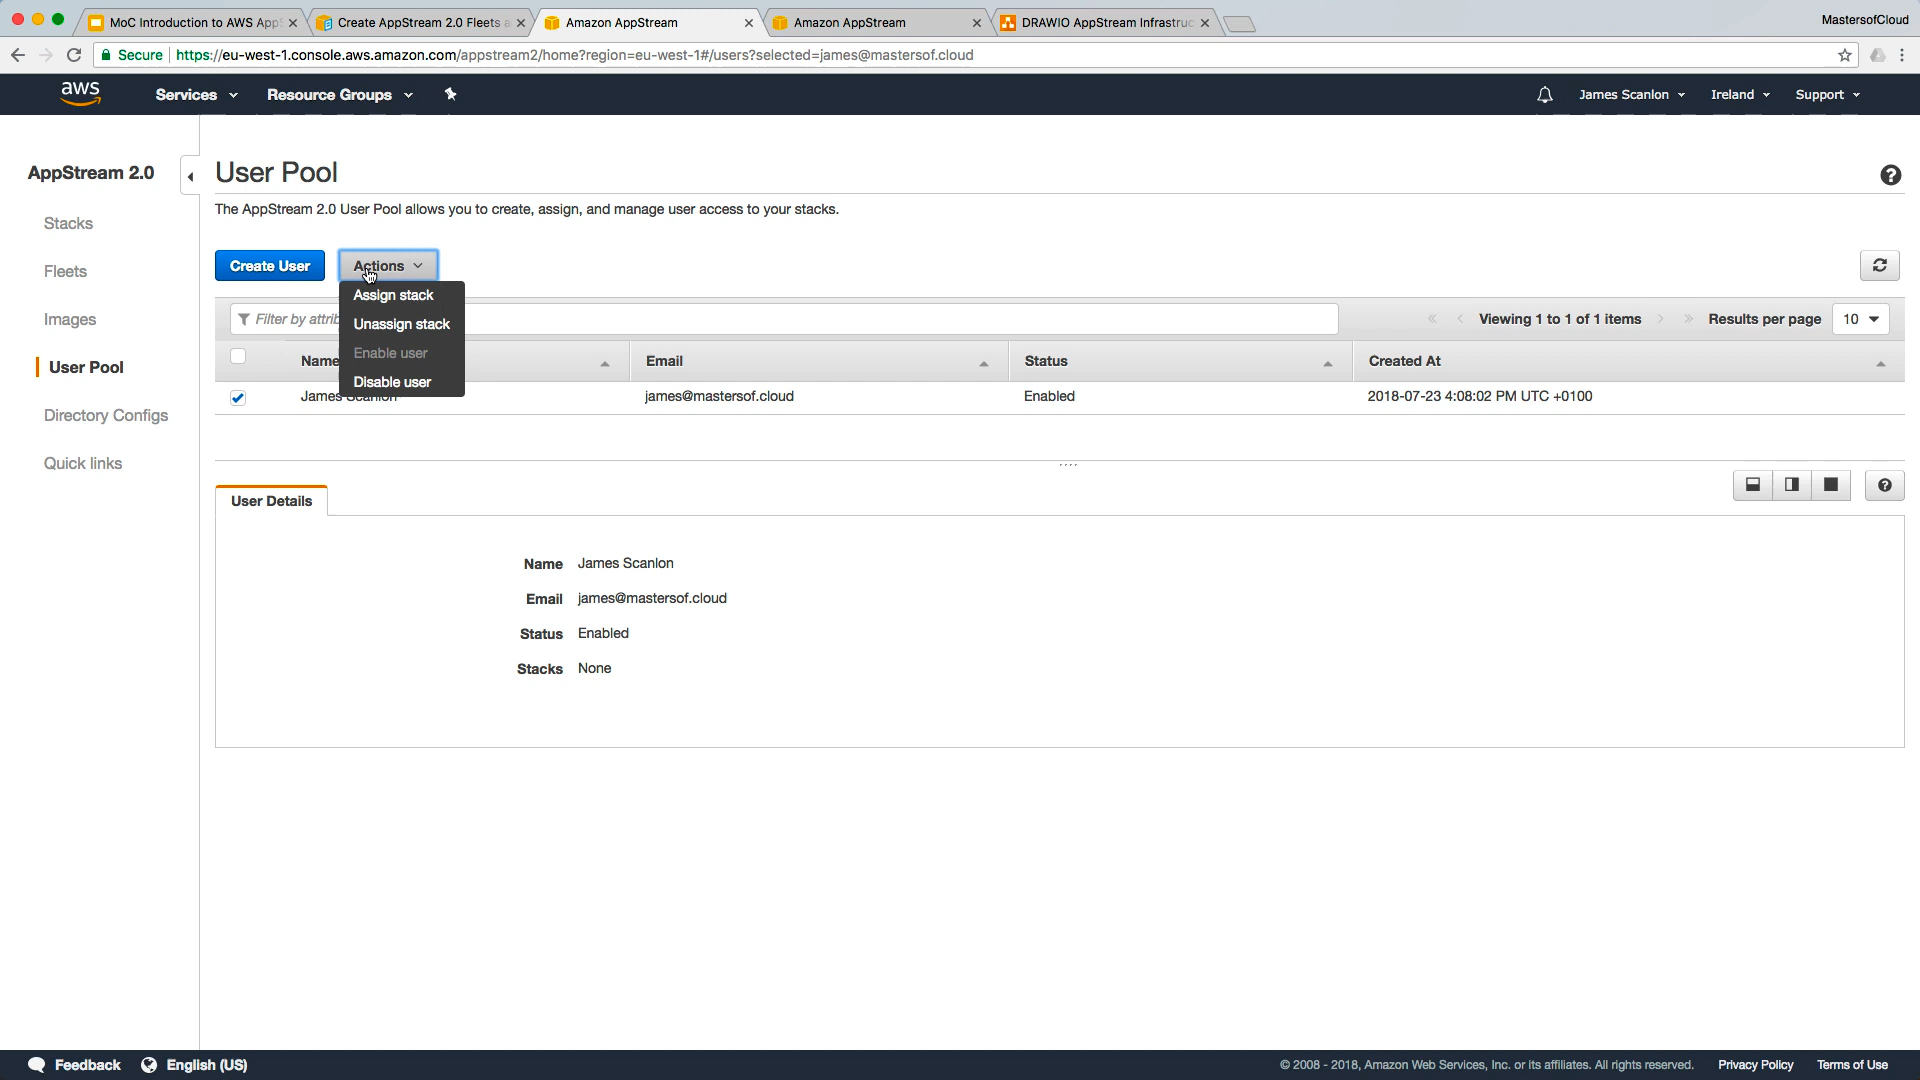 MoC Introduction to AWS AppS
Create AppStream 2.0 Fleets a
Amazon AppStream
Amazon AppStream
DRAWIO AppStream Infrastruc
MastersofCloud
Secure
https://eu-west-1.console.aws.amazon.com/appstream2/home?region=eu-west-1#/users?selected=james@mastersof.cloud
aws
Services
Resource Groups
James Scanlon
Ireland
Support
AppStream 2.0
Stacks
Fleets
Images
User Pool
Directory Configs
Quick links
User Pool
The AppStream 2.0 User Pool allows you to create, assign, and manage user access to your stacks.
Create User
Actions
Assign stack
Unassign stack
Enable user
Disable user
Filter by attrib
Viewing 1 to 1 of 1 items
Results per page
10
Name
Email
Status
Created At
James Scanlon
james@mastersof.cloud
Enabled
2018-07-23 4:08:02 PM UTC +0100
User Details
Name James Scanlon
Email james@mastersof.cloud
Status Enabled
Stacks None
Feedback
English (US)
© 2008 - 2018, Amazon Web Services, Inc. or its affiliates. All rights reserved.
Privacy Policy
Terms of Use